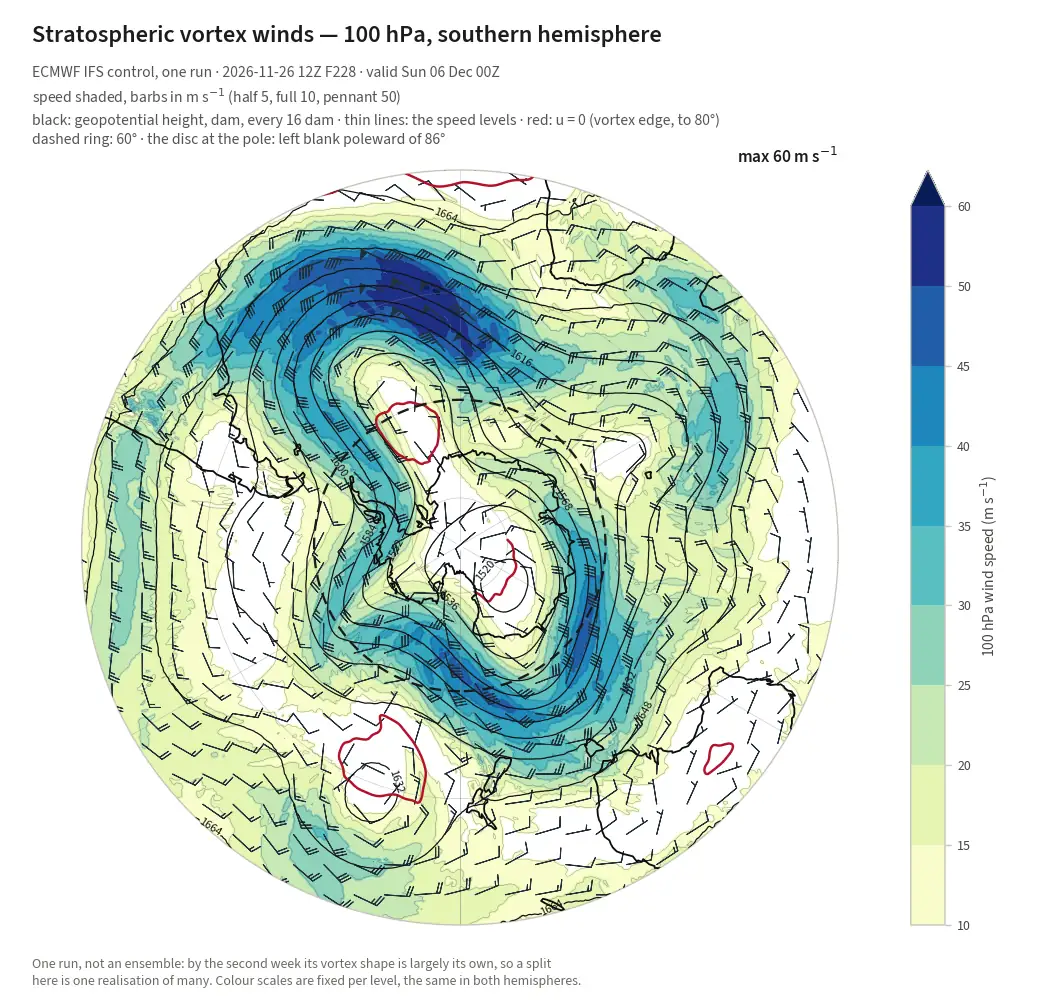 Stratospheric vortex winds — 100 hPa, southern hemisphere
ECMWF IFS control, one run · 2026-11-26 12Z F228 · valid Sun 06 Dec 00Z
speed shaded, barbs in m s⁻¹ (half 5, full 10, pennant 50)
black: geopotential height, dam, every 16 dam · thin lines: the speed levels · red: u = 0 (vortex edge, to 80°)
dashed ring: 60° · the disc at the pole: left blank poleward of 86°
max 60 m s⁻¹
1664
1616
1600
1568
1584
1520
1536
1632
1648
1632
1664
60
50
45
40
35
30
25
20
15
10
100 hPa wind speed (m s⁻¹)
One run, not an ensemble: by the second week its vortex shape is largely its own, so a split
here is one realisation of many. Colour scales are fixed per level, the same in both hemispheres.